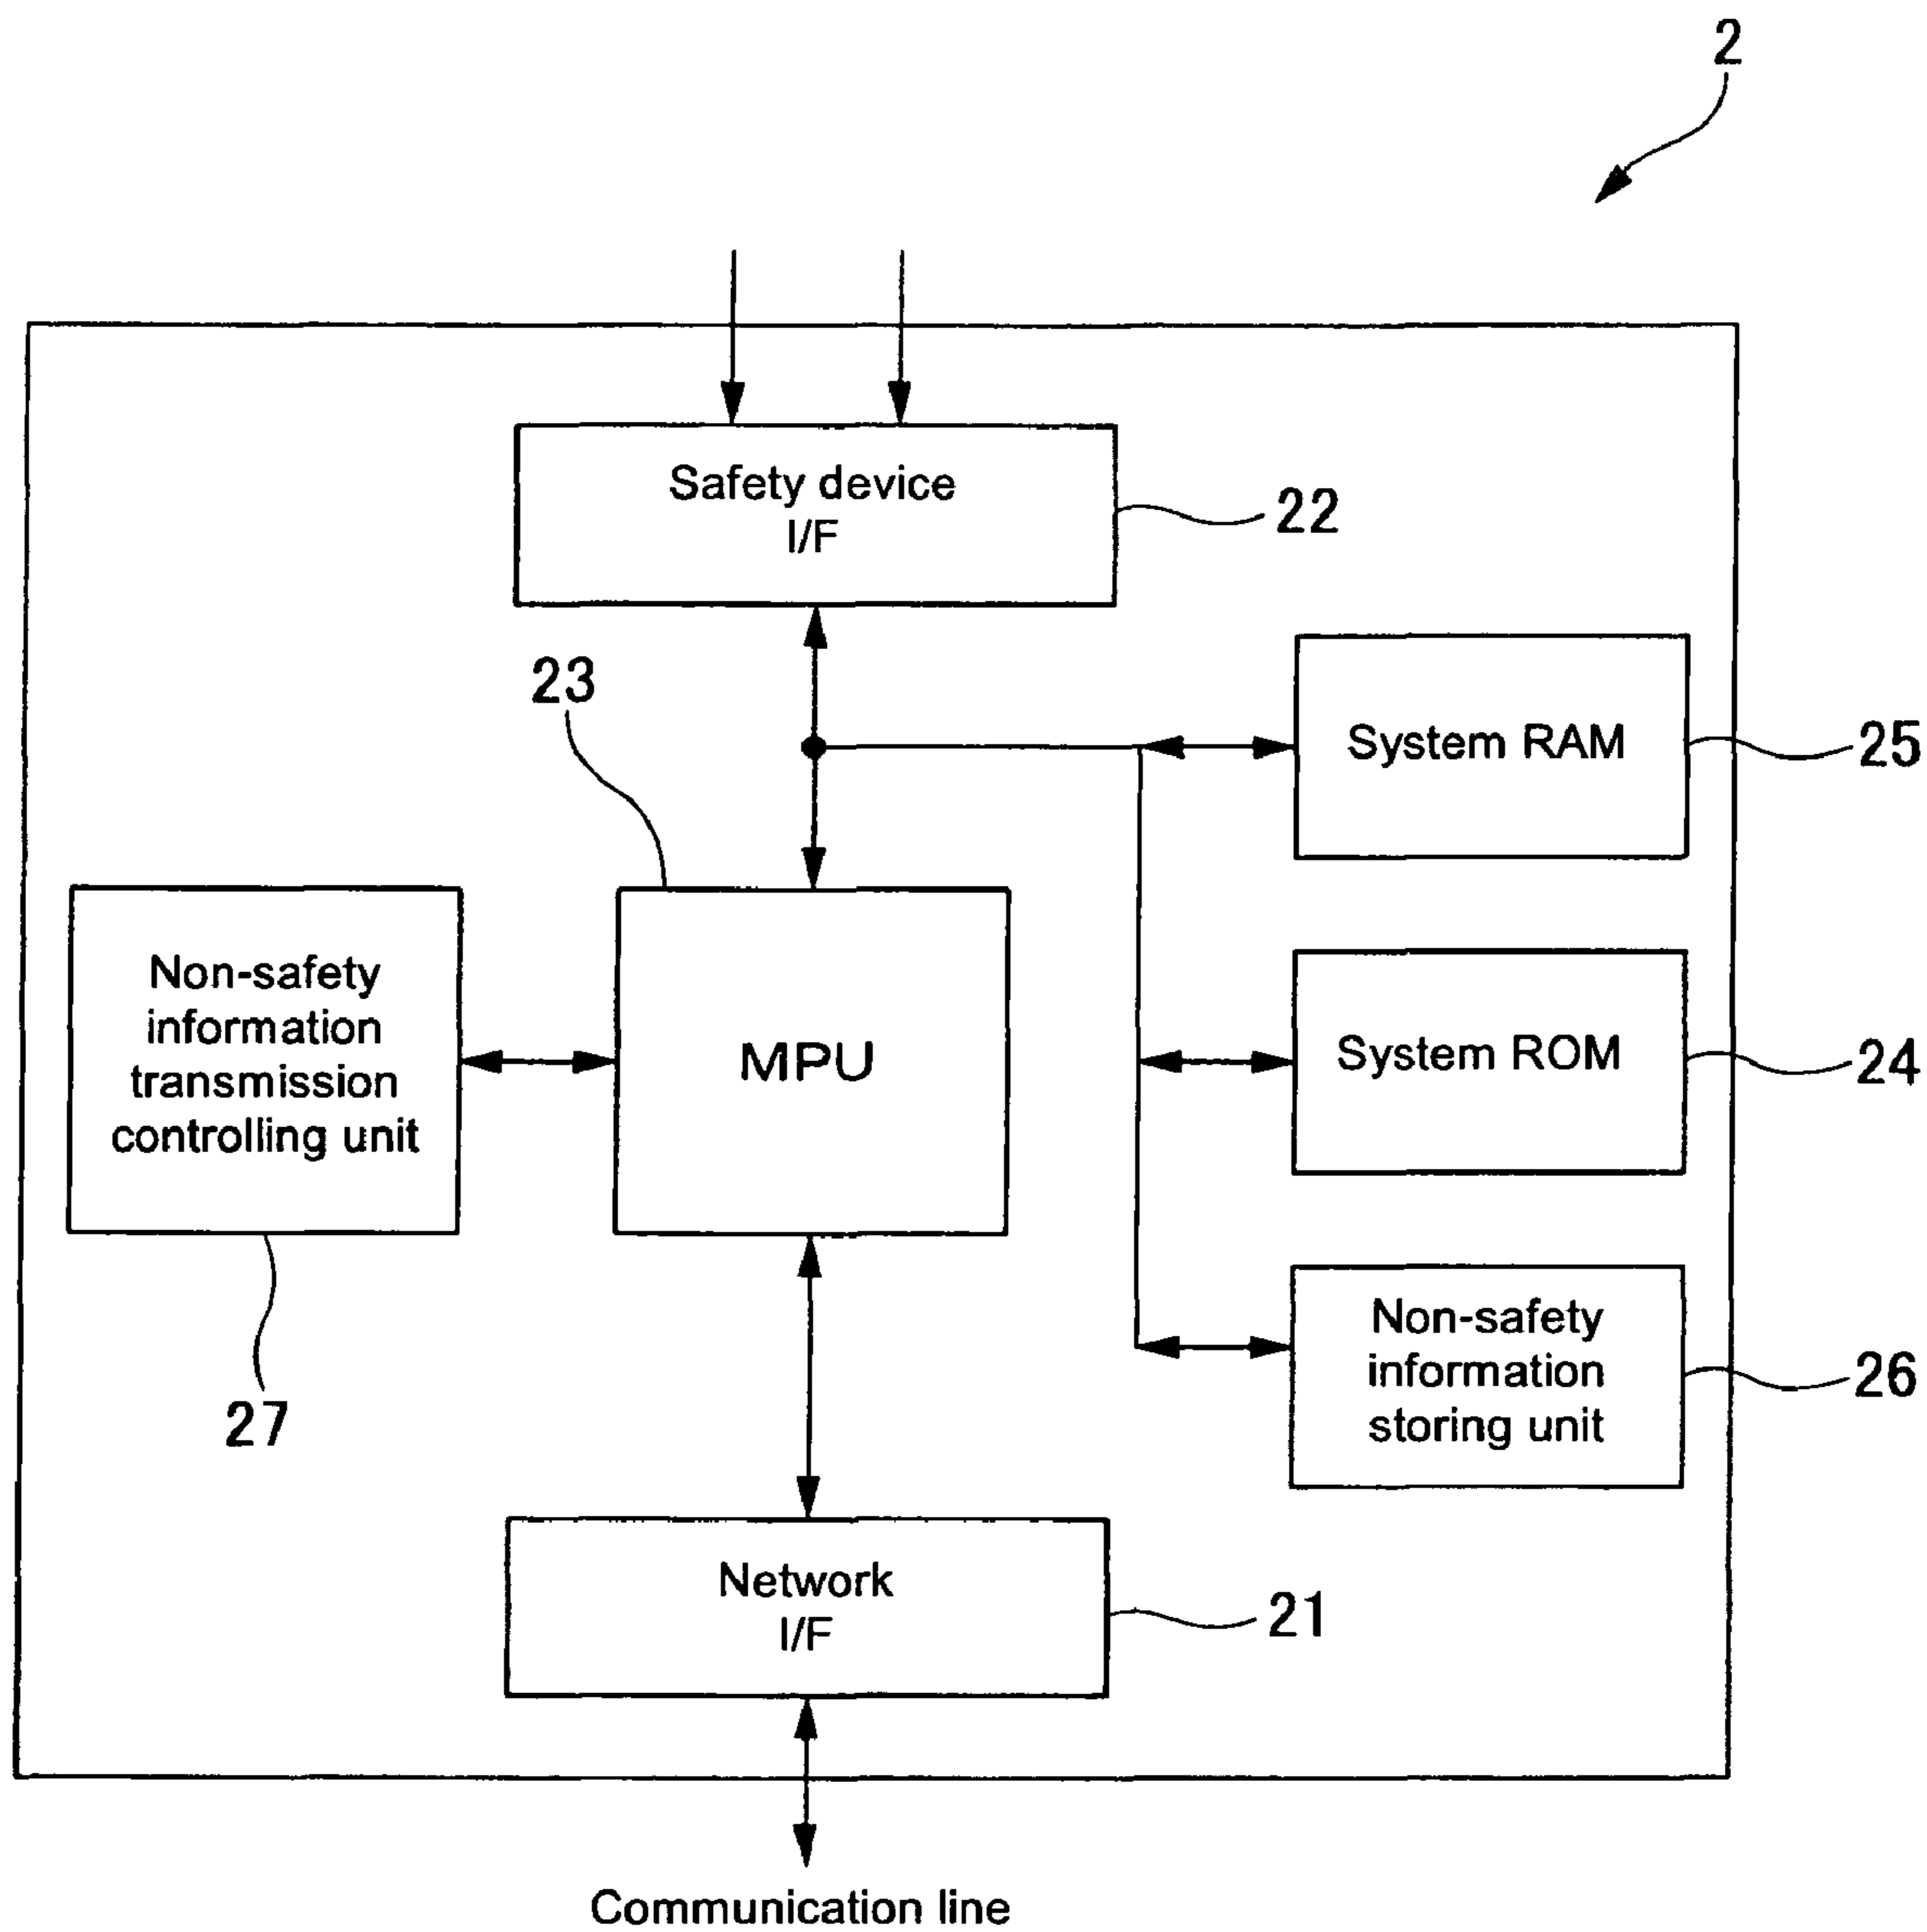 2
Safety device
I/F
22
23
System RAM
25
Non-safety
information
transmission
controlling unit
MPU
System ROM
24
27
Non-safety
information
storing unit
26
Network
I/F
21
Communication line